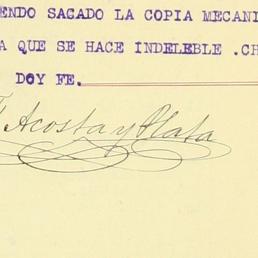 ENDO SACADO LA COPIA MECANI
A QUE SE HACE INDELEBLE .CH
DOY FE.
Acosta y Plata